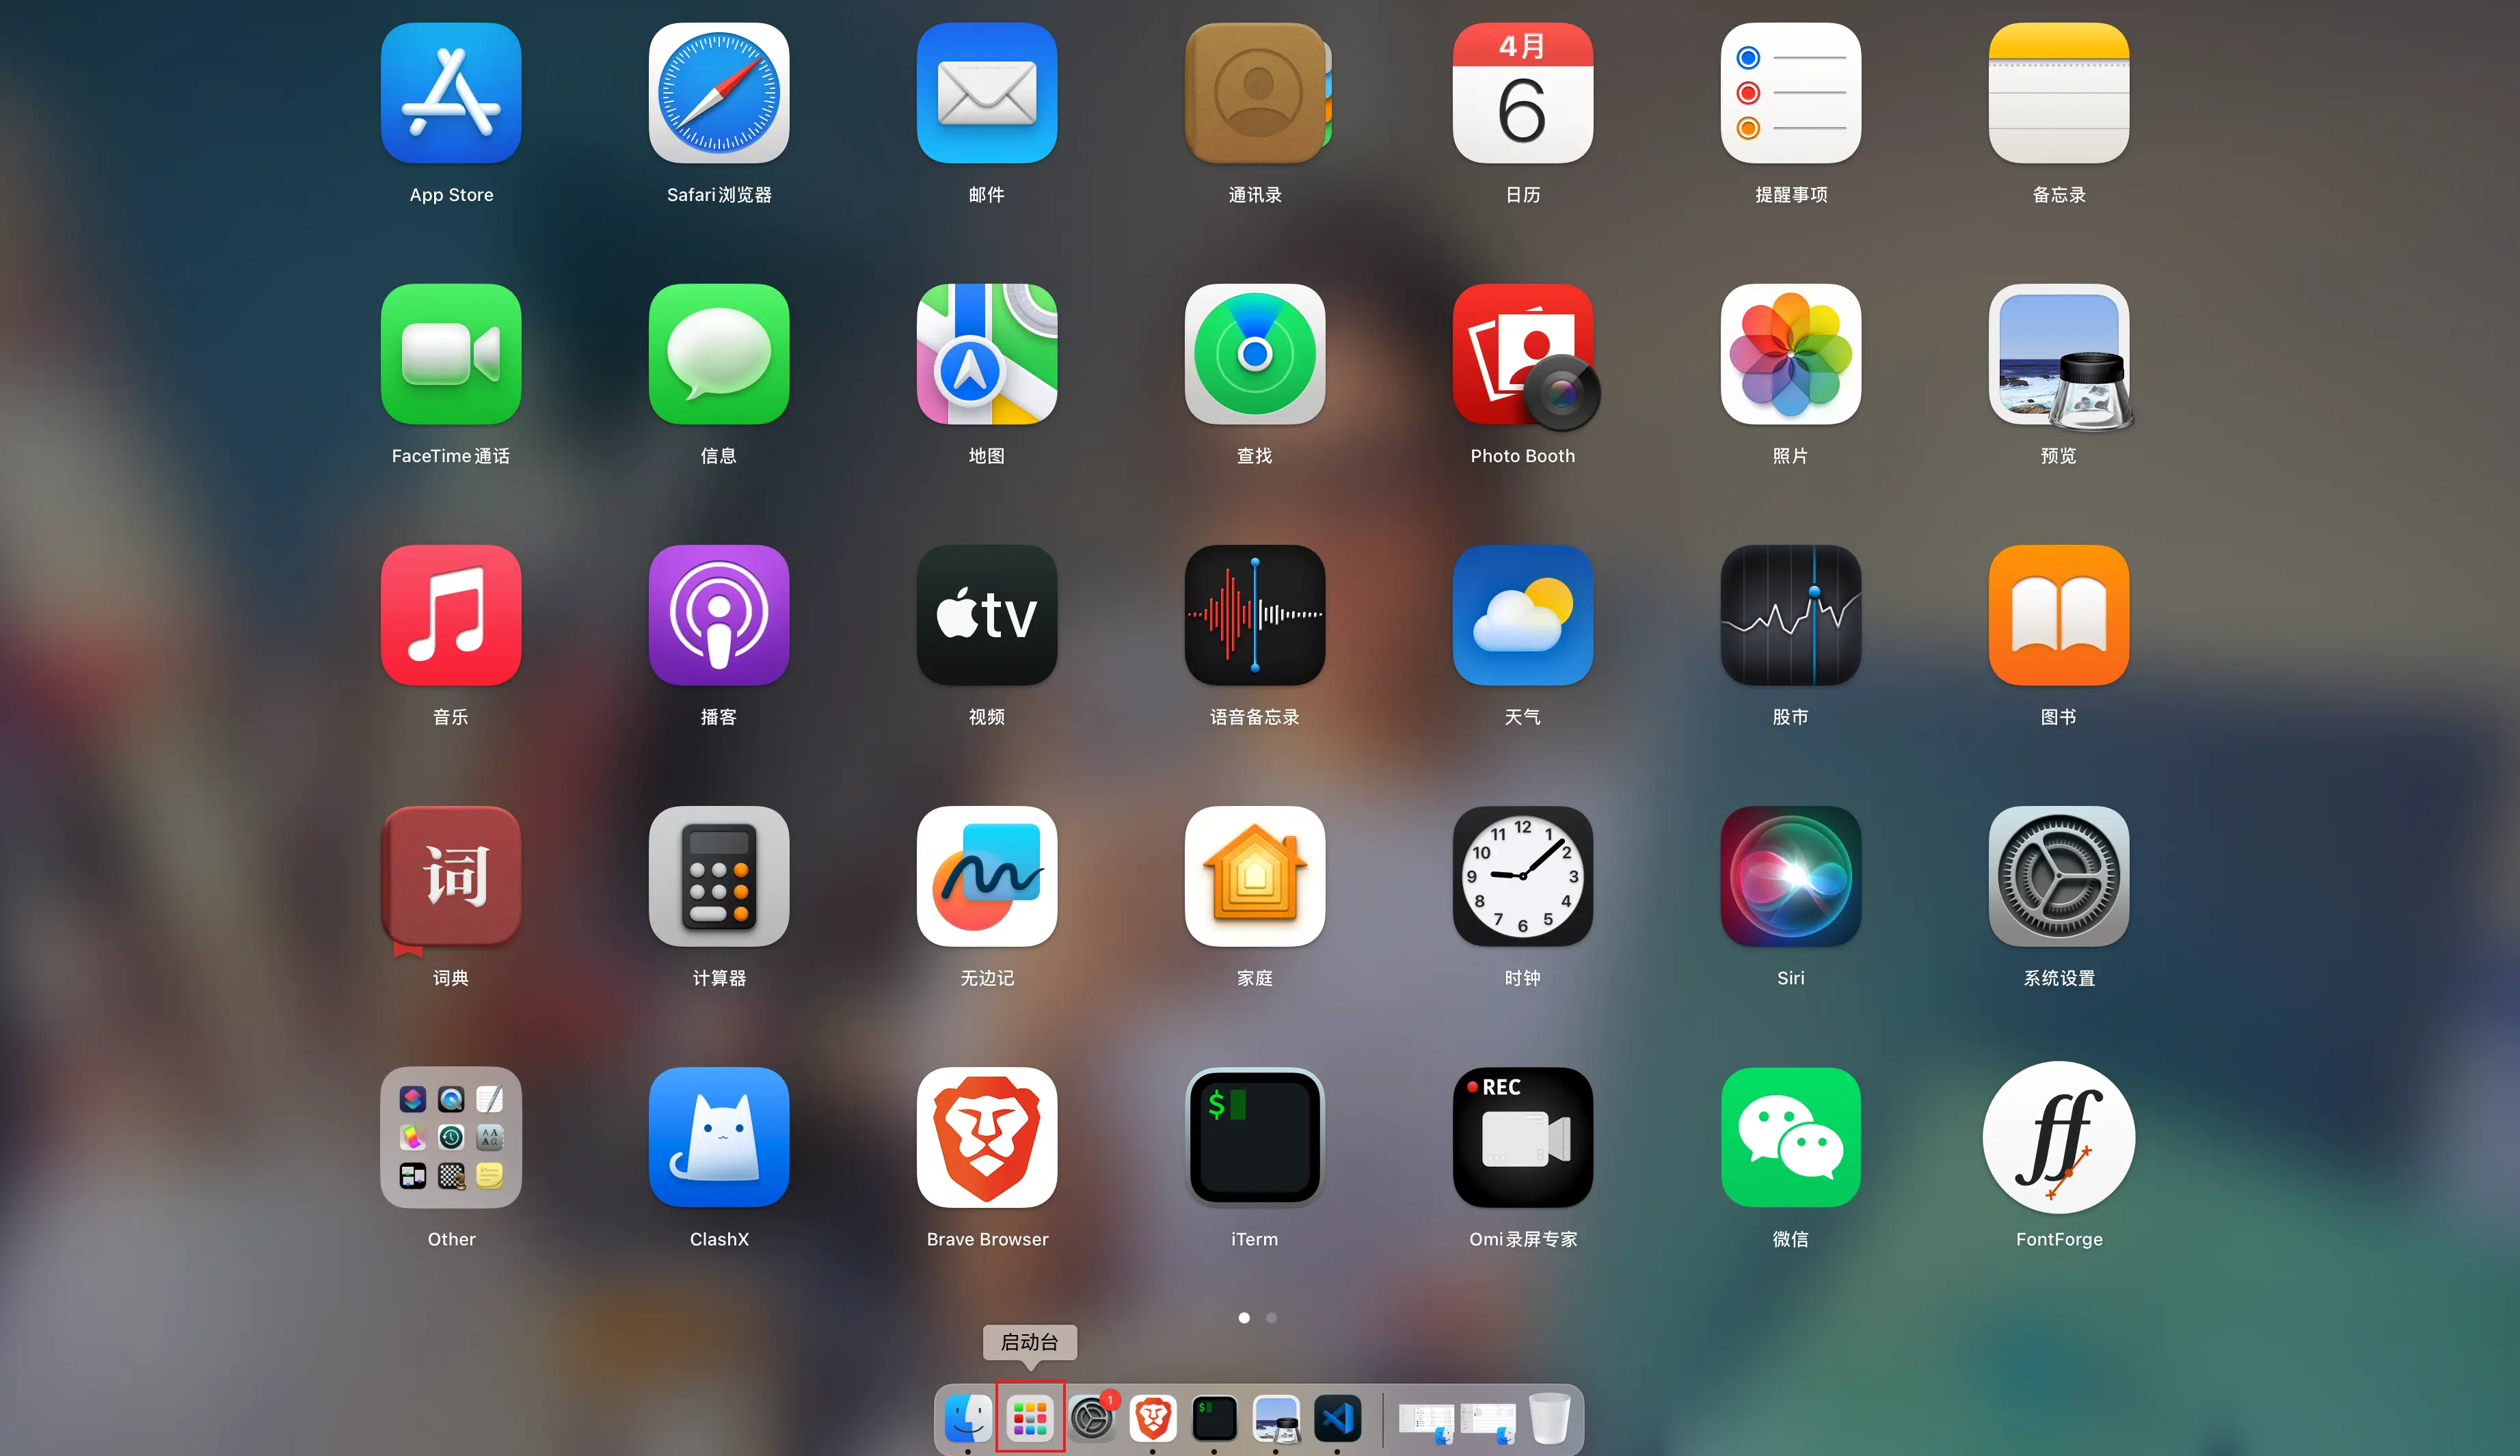 4月
6
App Store
Safari浏览器
邮件
通讯录
日历
提醒事项
备忘录
FaceTime通话
信息
地图
查找
Photo Booth
照片
预览
tv
音乐
播客
视频
语音备忘录
天气
股市
图书
词
12
11
1
10
2
9
3
8
4
7
5
6
词典
计算器
无边记
家庭
时钟
Siri
系统设置
$
REC
ff
Other
ClashX
Brave Browser
iTerm
Omi录屏专家
微信
FontForge
启动台
1
$